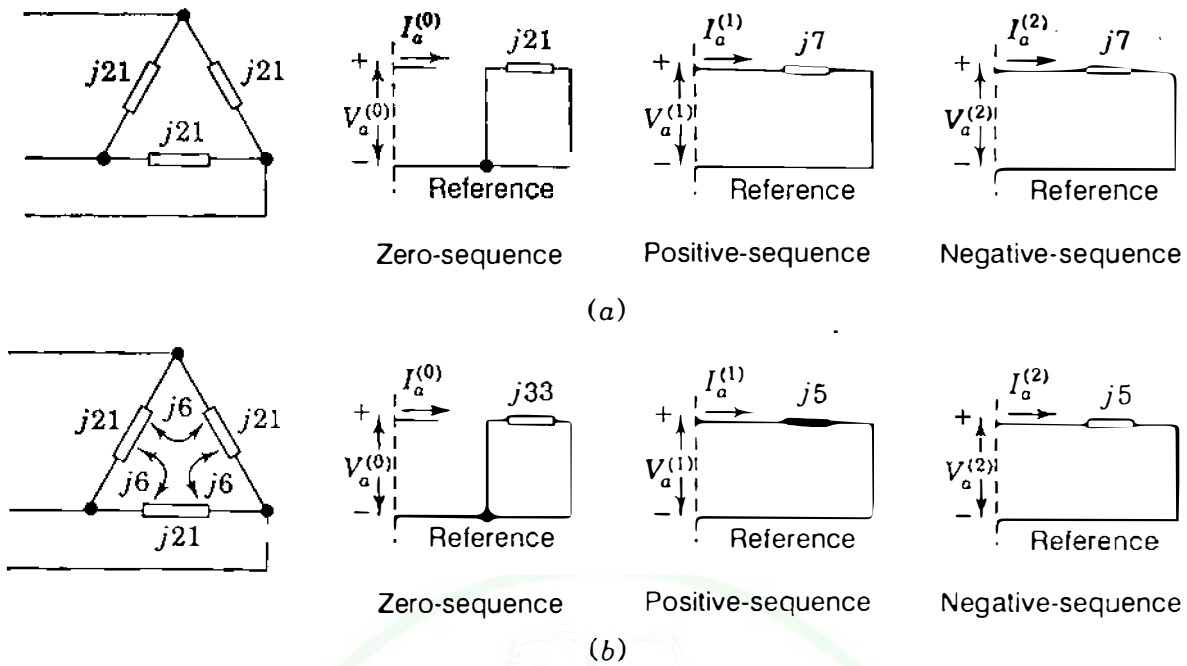 I_a^(0) j21 I_a^(1) j7 I_a^(2) j7
j21 j21
+ + +
V_a^(0) V_a^(1) V_a^(2)
j21
− − −
Reference Reference Reference
Zero-sequence Positive-sequence Negative-sequence
(a)
I_a^(0) j33 I_a^(1) j5 I_a^(2) j5
j21 j6 j21
+ + +
V_a^(0) V_a^(1) V_a^(2)
j6 j6
− − −
j21
Reference Reference Reference
Zero-sequence Positive-sequence Negative-sequence
(b)